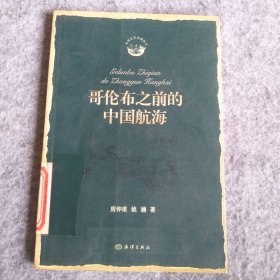 Gelunbu Zhiqian
de Zhongguo Hanghai
哥伦布之前的
中国航海
房仲甫 姚斓 著
海洋出版社